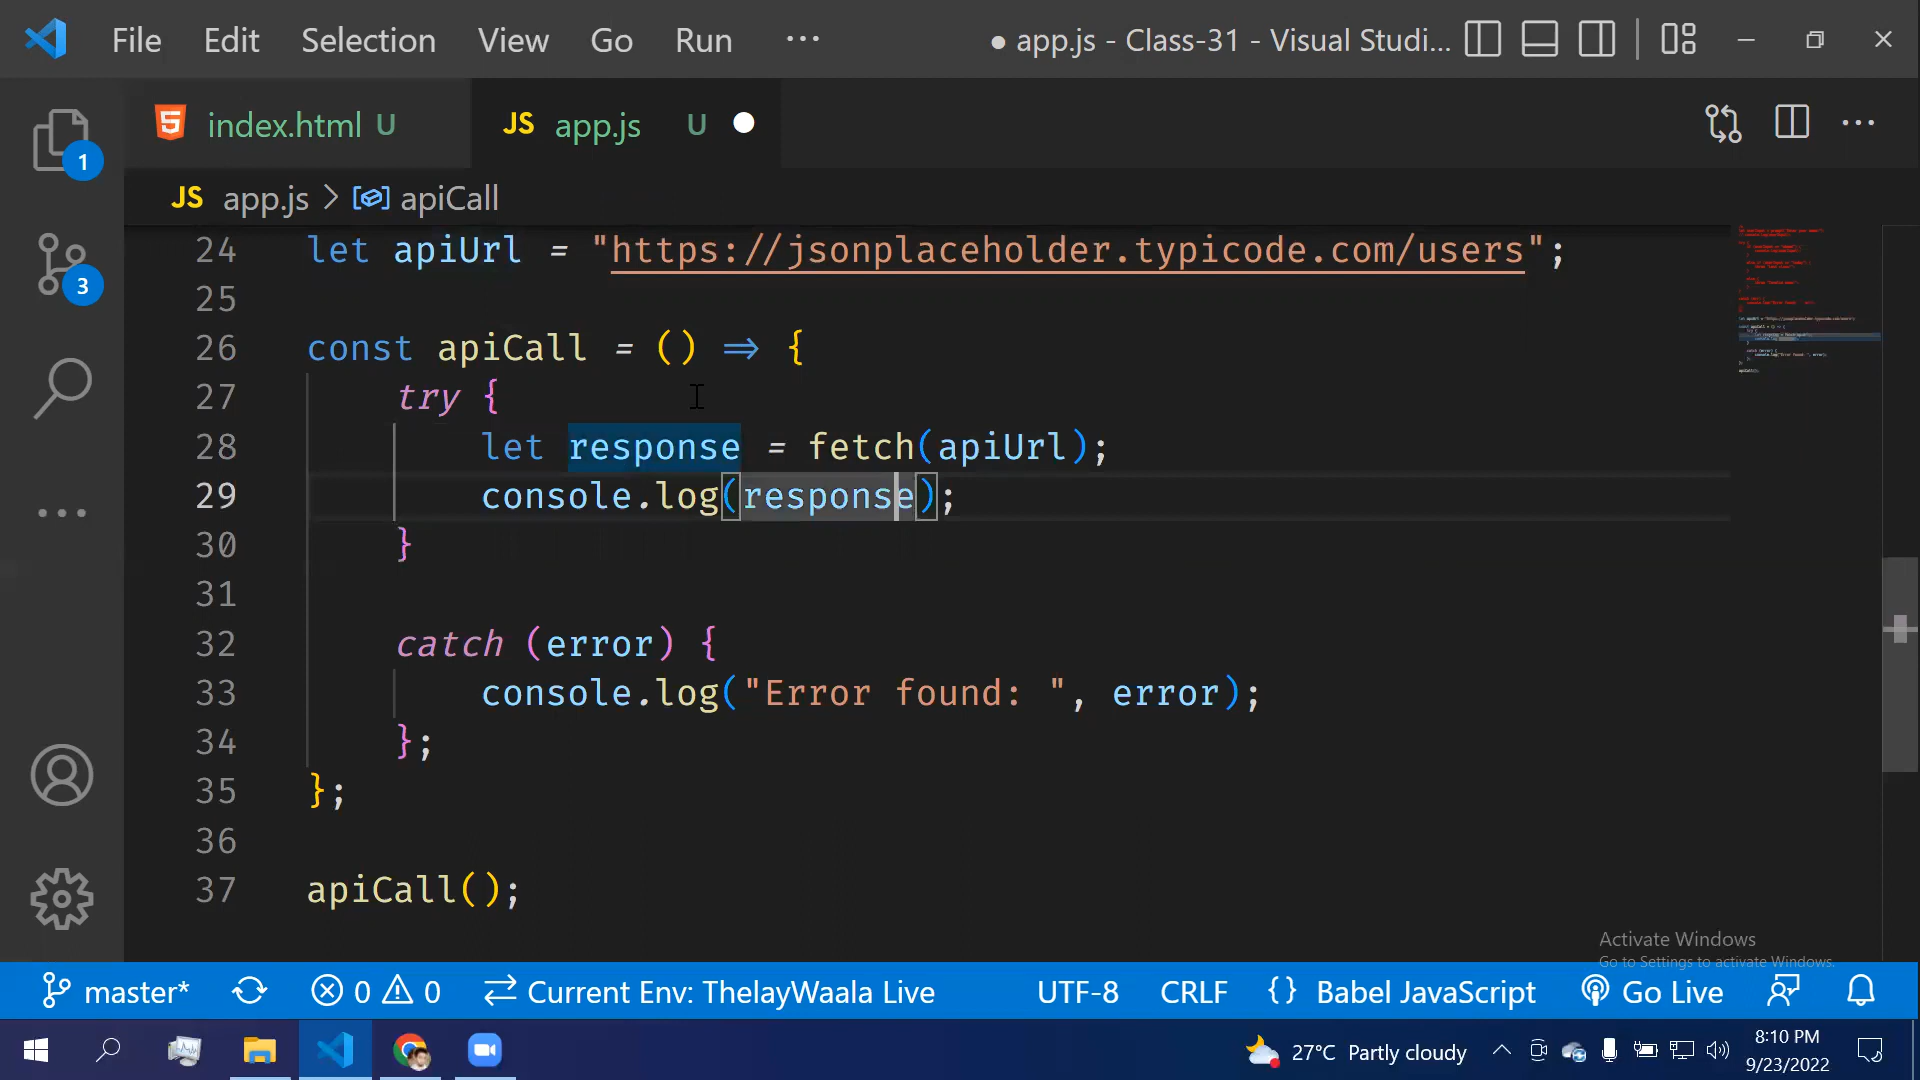 File Edit Selection View Go Run ··· ● app.js - Class-31 - Visual Studi...
index.html U JS app.js U ●
JS app.js > apiCall
24 let apiUrl = "https://jsonplaceholder.typicode.com/users";
25
26 const apiCall = () => {
27 try {
28 let response = fetch(apiUrl);
29 console.log(response);
30 }
31
32 catch (error) {
33 console.log("Error found: ", error);
34 };
35 };
36
37 apiCall();
1
3
Activate Windows
Go to Settings to activate Windows.
master* 0 0 Current Env: ThelayWaala Live UTF-8 CRLF {} Babel JavaScript Go Live
27°C Partly cloudy 8:10 PM
9/23/2022